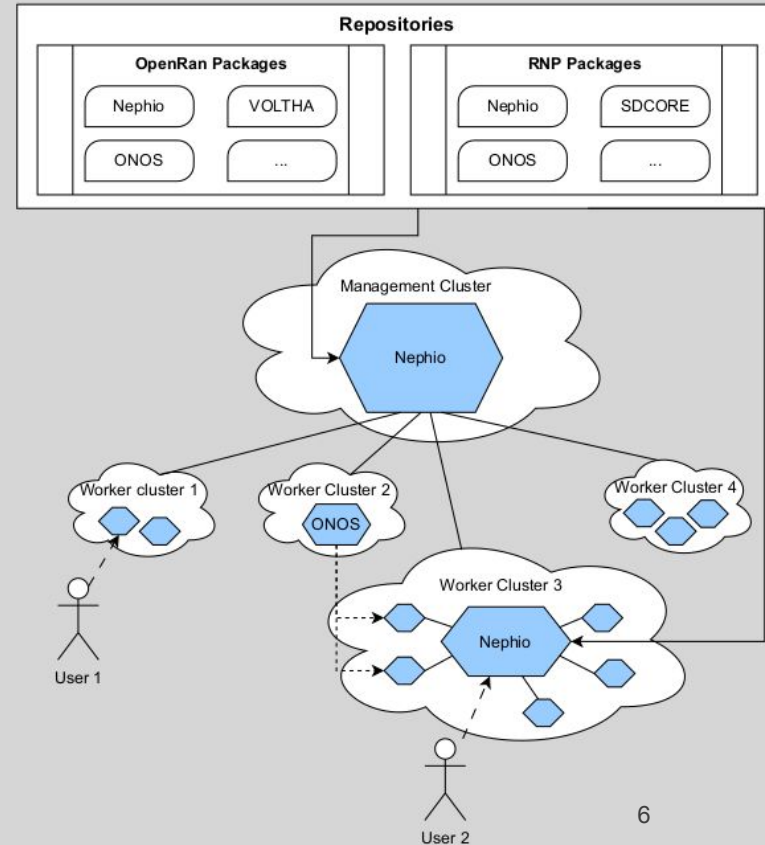 Repositories
OpenRan Packages
Nephio
VOLTHA
ONOS
...
RNP Packages
Nephio
SDCORE
ONOS
...
Management Cluster
Nephio
Worker cluster 1
Worker Cluster 2
ONOS
Worker Cluster 4
Worker Cluster 3
Nephio
User 1
User 2
6